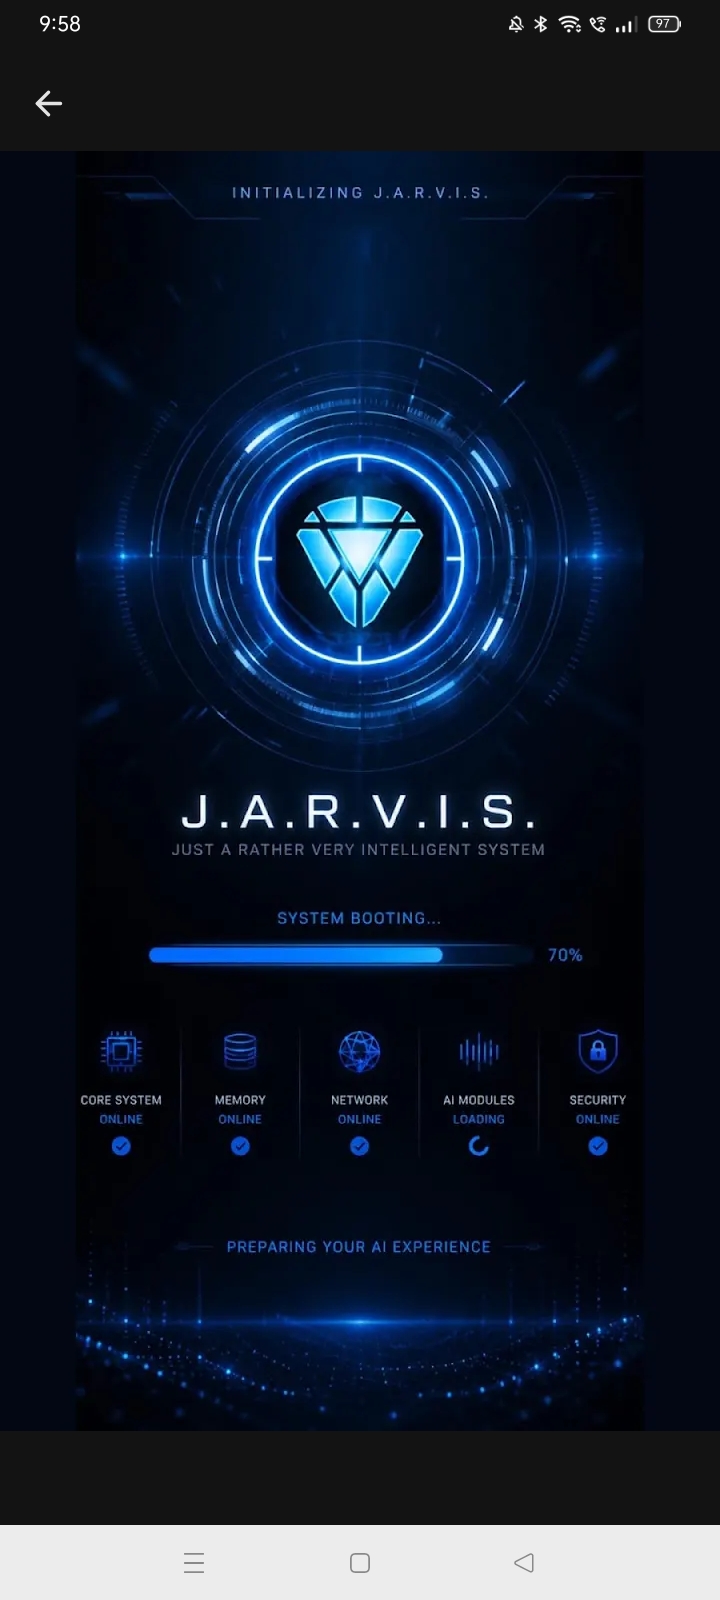 9:58
97
INITIALIZING J.A.R.V.I.S.
J.A.R.V.I.S.
JUST A RATHER VERY INTELLIGENT SYSTEM
SYSTEM BOOTING...
70%
CORE SYSTEM
ONLINE
MEMORY
ONLINE
NETWORK
ONLINE
AI MODULES
LOADING
SECURITY
ONLINE
PREPARING YOUR AI EXPERIENCE